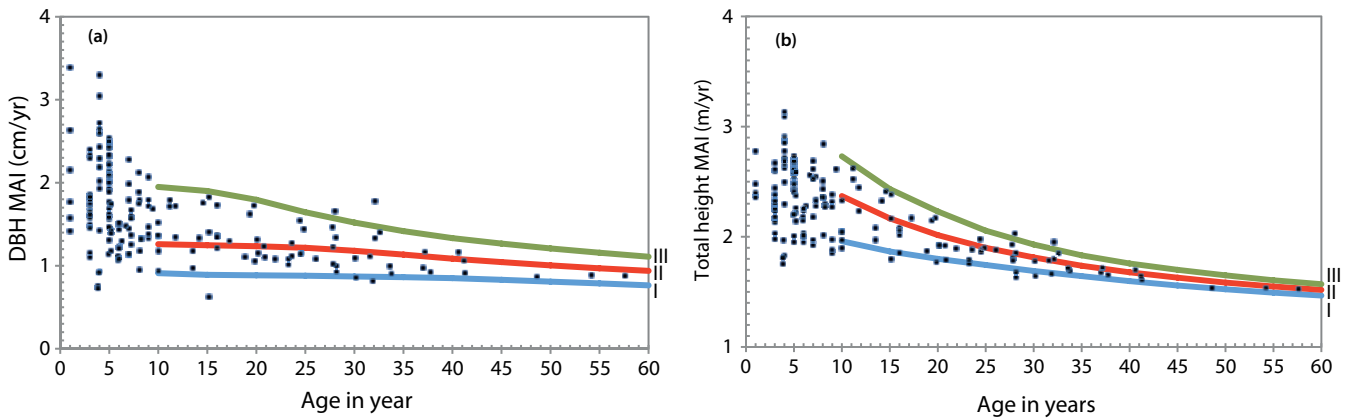 (a)
DBH MAI (cm/yr)
4
3
2
1
0
0 5 10 15 20 25 30 35 40 45 50 55 60
Age in year
III
II
I
(b)
Total height MAI (m/yr)
4
3
2
1
0 5 10 15 20 25 30 35 40 45 50 55 60
Age in years
III
II
I